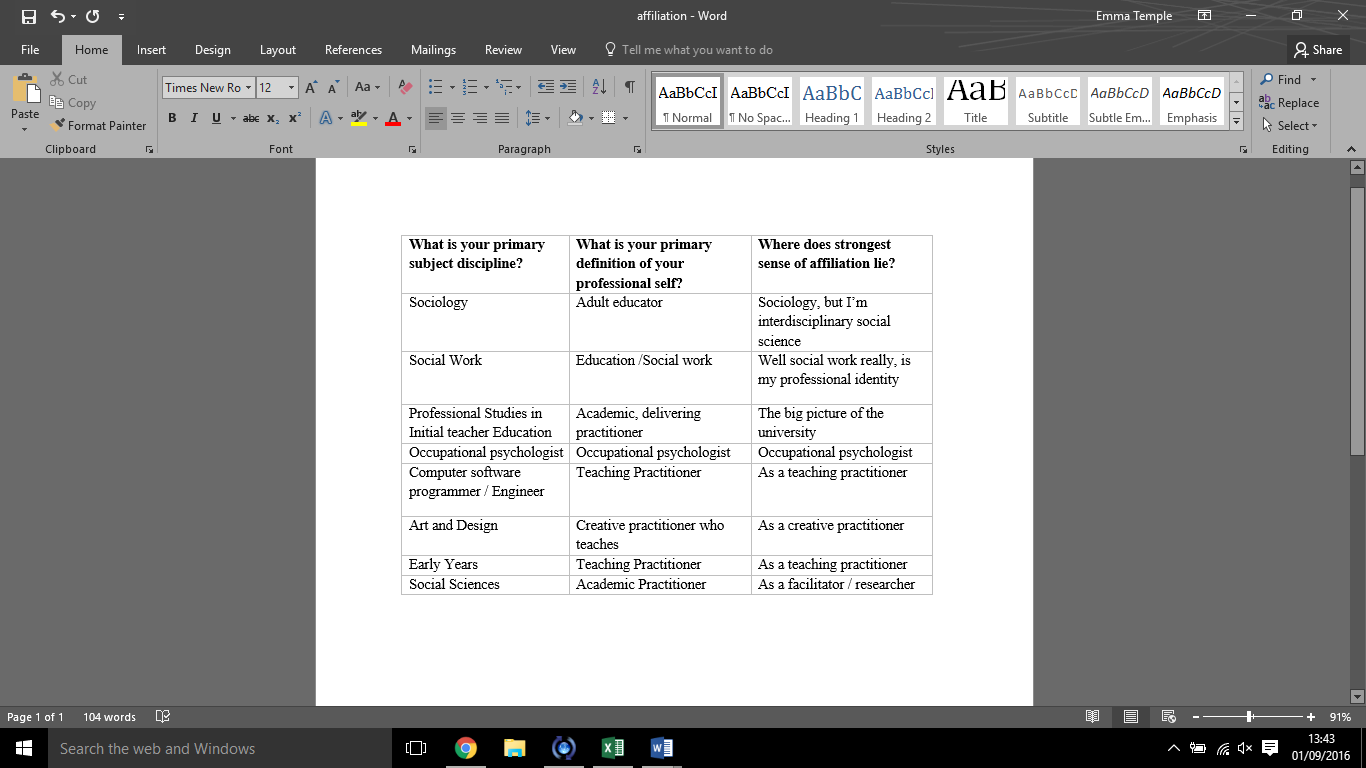 affiliation - Word
Emma Temple
File Home Insert Design Layout References Mailings Review View Tell me what you want to do Share
Paste
Cut
Copy
Format Painter
Clipboard
Times New Ro 12
Font
Paragraph
AaBbCcI AaBbCcI AaBbC AaBbCcI AaB AaBbCcD AaBbCcD AaBbCcD
¶ Normal ¶ No Spac... Heading 1 Heading 2 Title Subtitle Subtle Em... Emphasis
Styles
Find
Replace
Select
Editing
What is your primary
subject discipline?
What is your primary
definition of your
professional self?
Where does strongest
sense of affiliation lie?
Sociology
Adult educator
Sociology, but I’m
interdisciplinary social
science
Social Work
Education /Social work
Well social work really, is
my professional identity
Professional Studies in
Initial teacher Education
Academic, delivering
practitioner
The big picture of the
university
Occupational psychologist
Occupational psychologist
Occupational psychologist
Computer software
programmer / Engineer
Teaching Practitioner
As a teaching practitioner
Art and Design
Creative practitioner who
teaches
As a creative practitioner
Early Years
Teaching Practitioner
As a teaching practitioner
Social Sciences
Academic Practitioner
As a facilitator / researcher
Page 1 of 1 104 words
91%
Search the web and Windows
13:43
01/09/2016